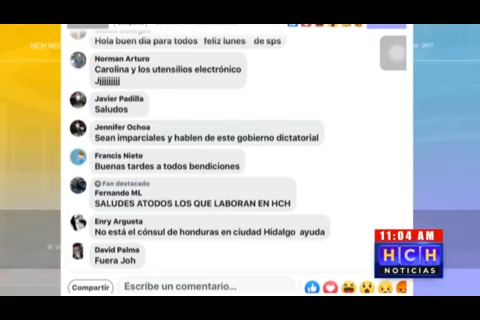 Hola buen dia para todos feliz lunes de sps
Norman Arturo
Carolina y los utensilios electrónico
Jjjjjjjjj
Javier Padilla
Saludos
Jennifer Ochoa
Sean imparciales y hablen de este gobierno dictatorial
Francis Nieto
Buenas tardes a todos bendiciones
Fan destacado
Fernando ML
SALUDES ATODOS LOS QUE LABORAN EN HCH
Enry Argueta
No está el cónsul de honduras en ciudad Hidalgo ayuda
David Palma
Fuera Joh
Compartir
Escribe un comentario...
11:04 AM
HCH
NOTICIAS